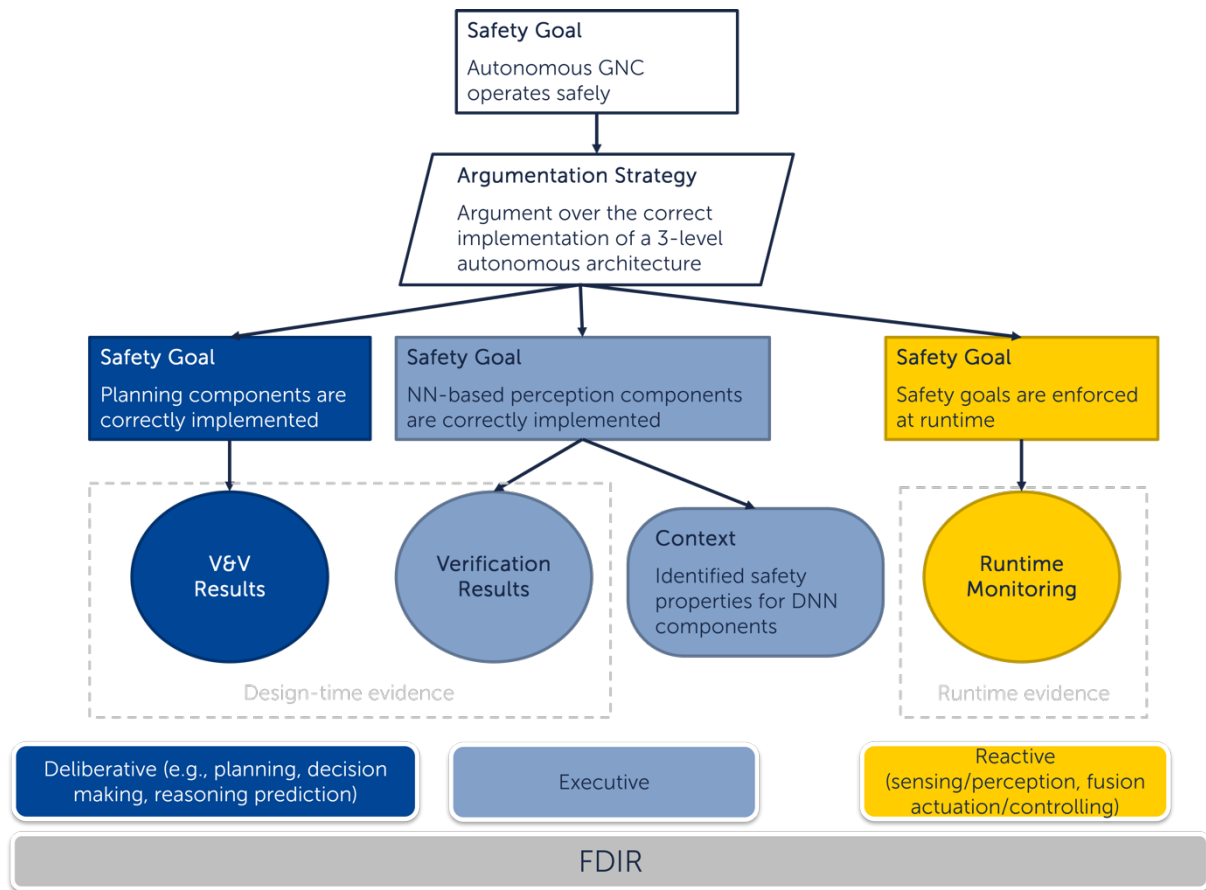 Safety Goal
Autonomous GNC
operates safely
Argumentation Strategy
Argument over the correct
implementation of a 3-level
autonomous architecture
Safety Goal
Planning components are
correctly implemented
Safety Goal
NN-based perception components
are correctly implemented
Safety Goal
Safety goals are enforced
at runtime
V&V
Results
Verification
Results
Context
Identified safety
properties for DNN
components
Runtime
Monitoring
Design-time evidence
Runtime evidence
Deliberative (e.g., planning, decision
making, reasoning prediction)
Executive
Reactive
(sensing/perception, fusion
actuation/controlling)
FDIR